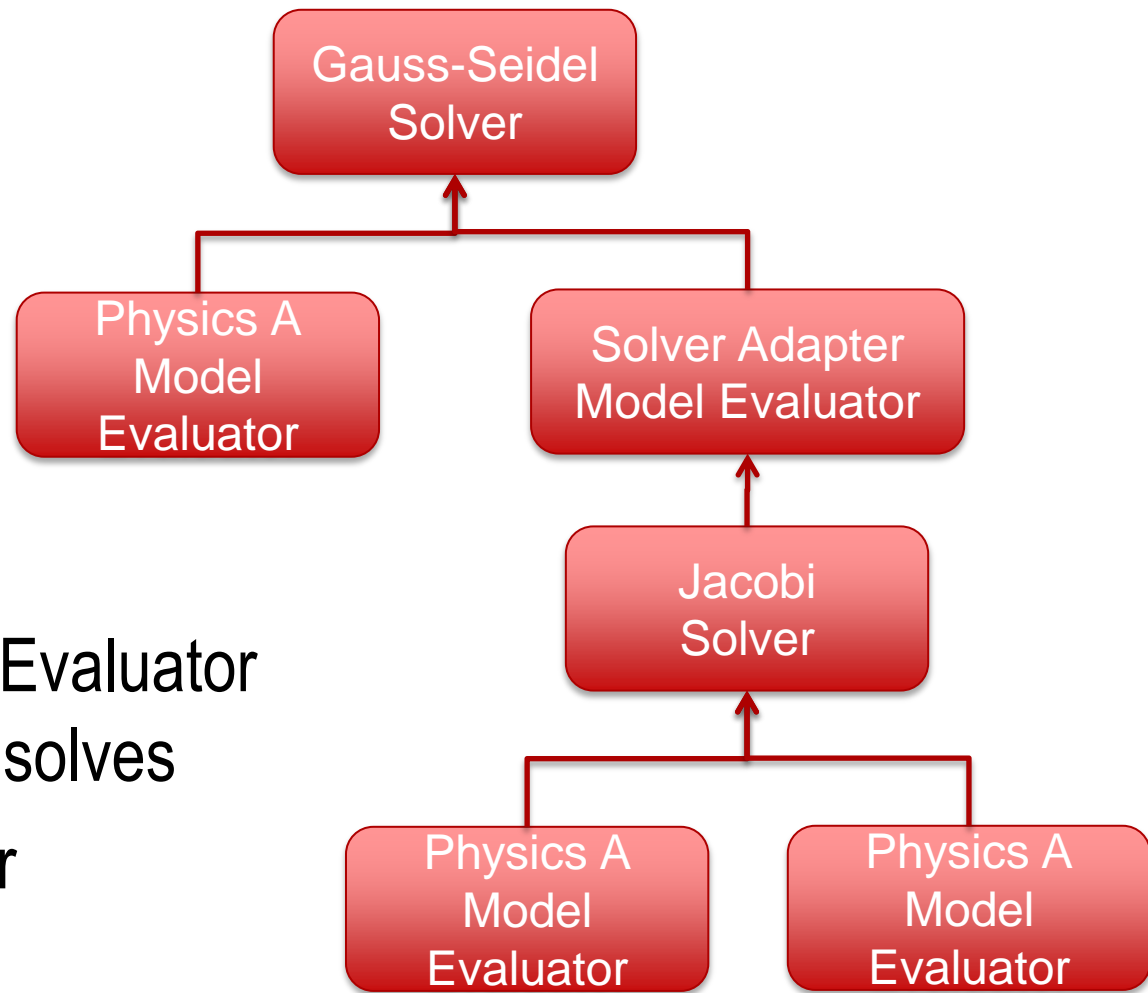 Gauss-Seidel
Solver
Physics A
Model
Evaluator
Solver Adapter
Model Evaluator
Jacobi
Solver
Evaluator
solves
r
Physics A
Model
Evaluator
Physics A
Model
Evaluator